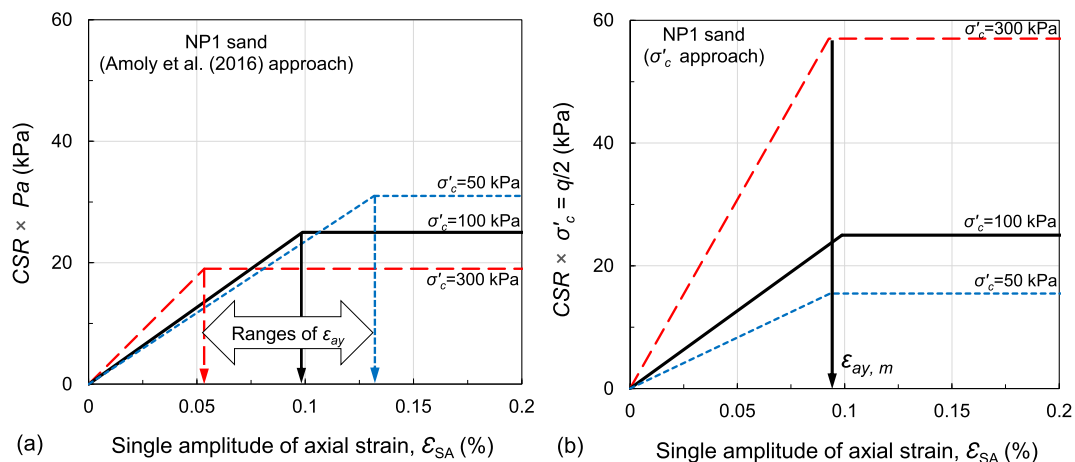 60
40
20
0
CSR × Pa (kPa)
NP1 sand
(Amoly et al. (2016) approach)
σ′c=50 kPa
σ′c=100 kPa
σ′c=300 kPa
Ranges of εay
0
0.05
0.1
0.15
0.2
(a)
Single amplitude of axial strain, ƐSA (%)
60
40
20
0
CSR × σ′c = q/2 (kPa)
NP1 sand
(σ′c approach)
σ′c=300 kPa
σ′c=100 kPa
σ′c=50 kPa
Ɛay, m
0
0.05
0.1
0.15
0.2
(b)
Single amplitude of axial strain, ƐSA (%)